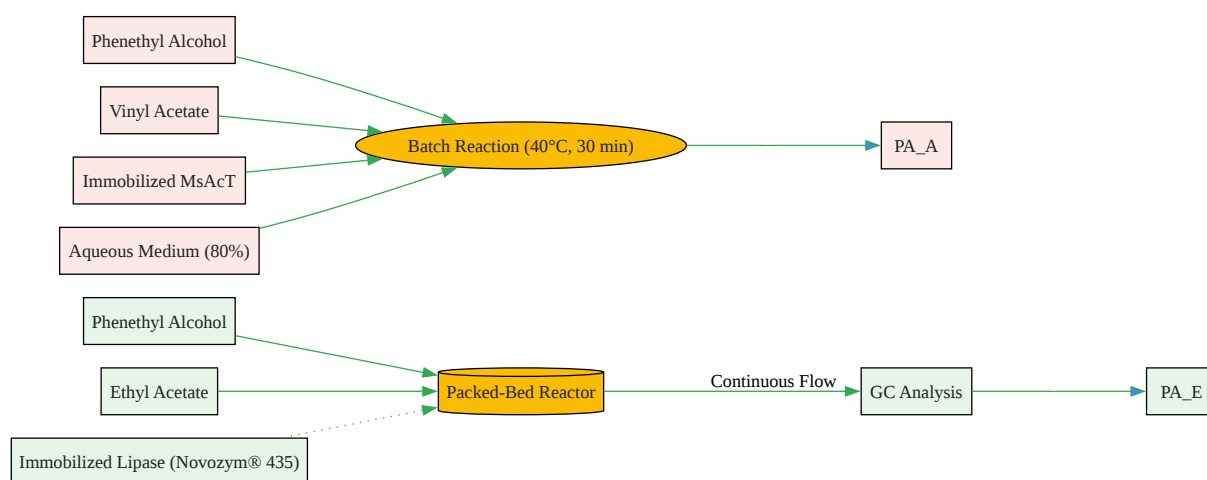 Phenethyl Alcohol
Vinyl Acetate
Immobilized MsAcT
Aqueous Medium (80%)
Batch Reaction (40°C, 30 min)
PA_A
Phenethyl Alcohol
Ethyl Acetate
Immobilized Lipase (Novozym® 435)
Packed-Bed Reactor
Continuous Flow
GC Analysis
PA_E